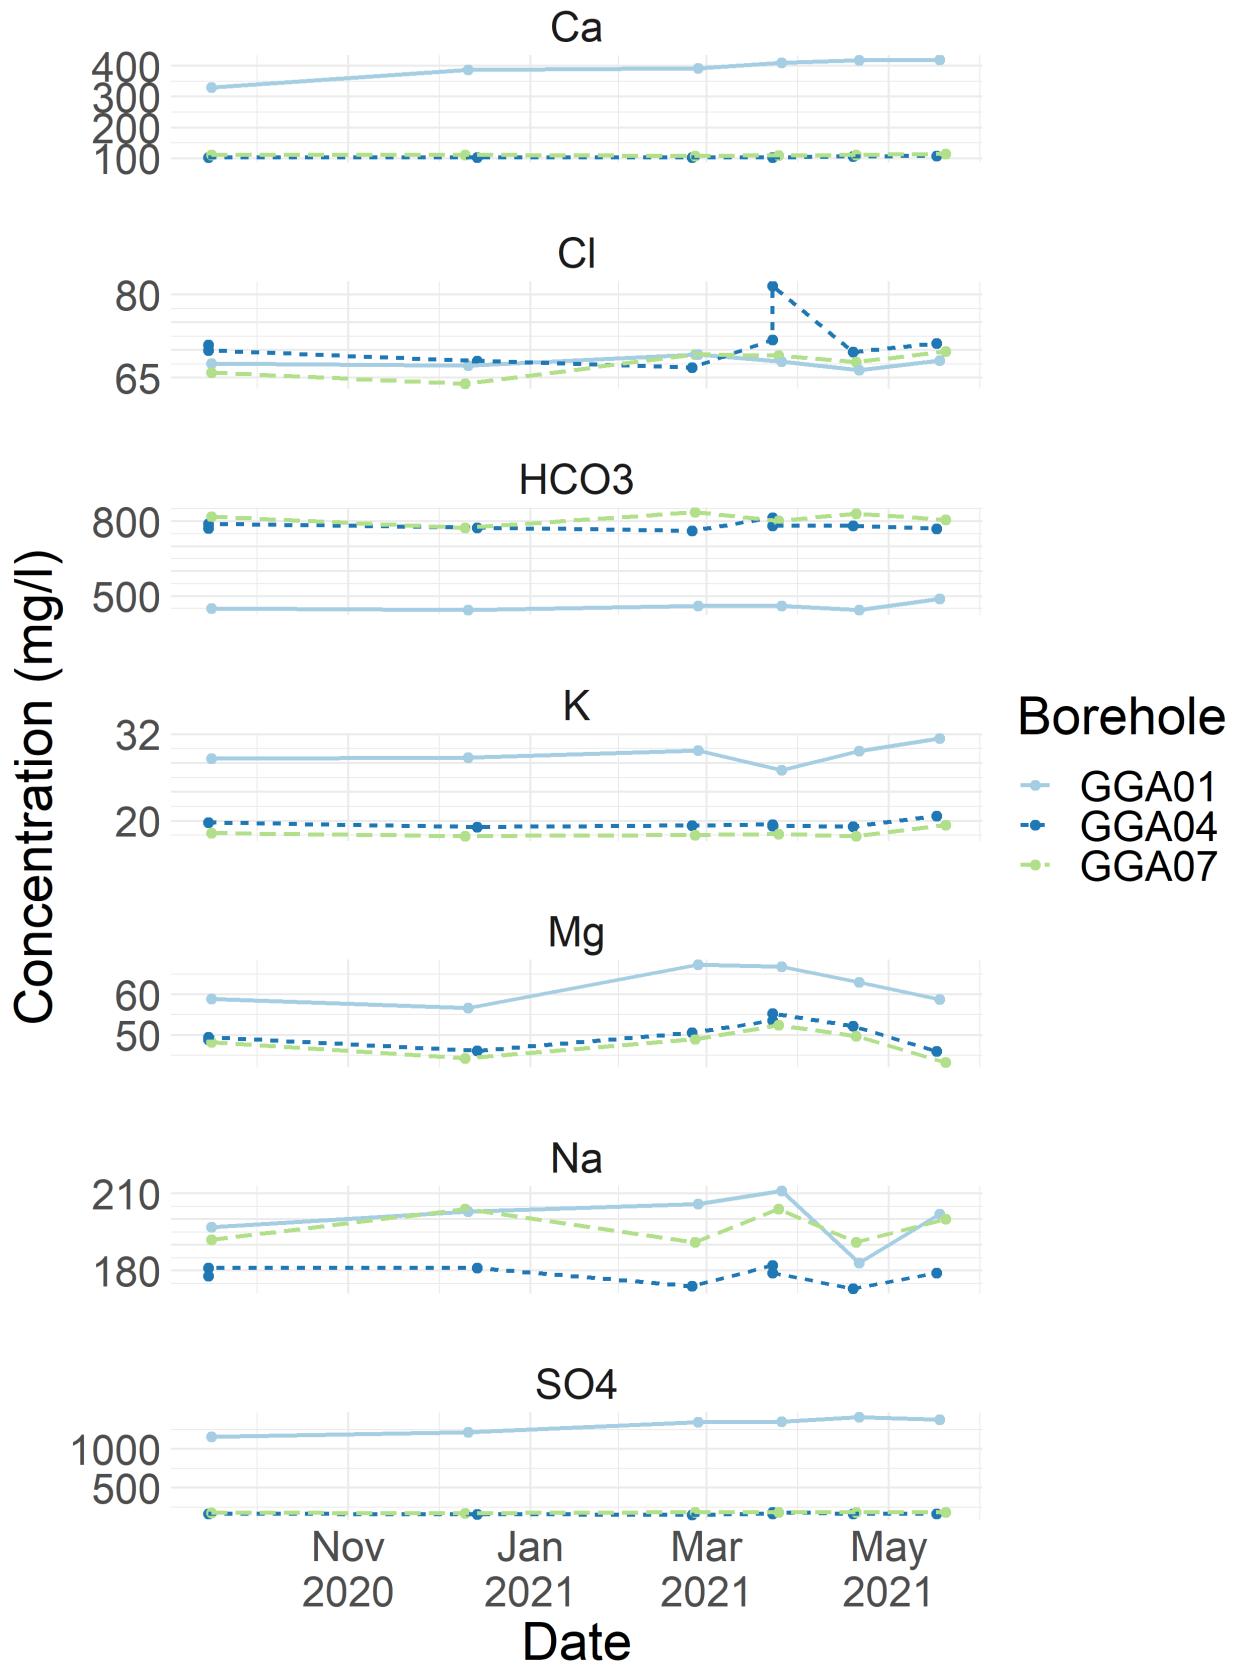 Ca
400
300
200
100
Cl
80
65
HCO3
800
500
K
32
20
Mg
60
50
Na
210
180
SO4
1000
500
Nov
2020
Jan
2021
Mar
2021
May
2021
Date
Concentration (mg/l)
Borehole
GGA01
GGA04
GGA07